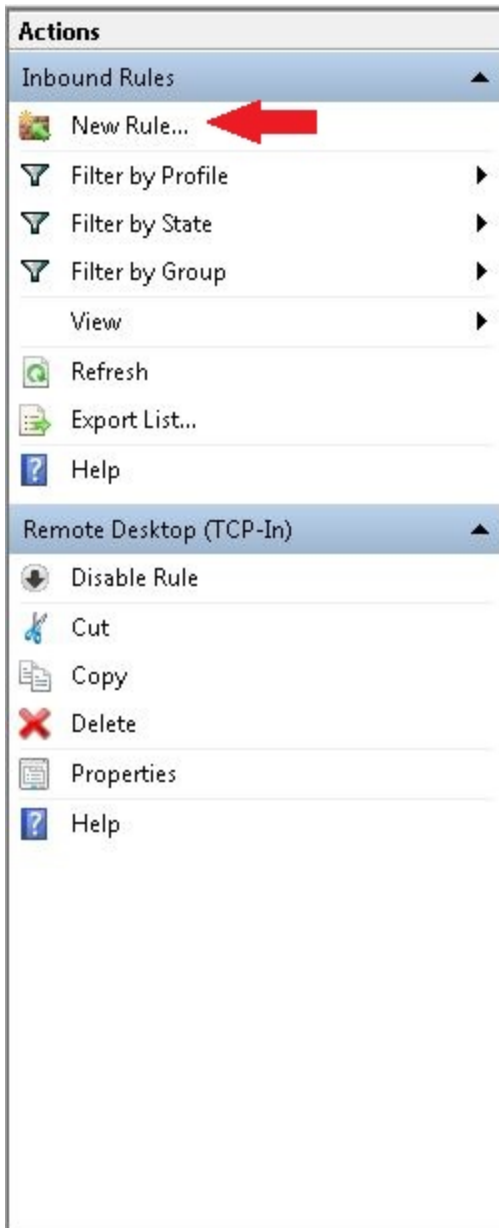 Actions
Inbound Rules
New Rule...
Filter by Profile
Filter by State
Filter by Group
View
Refresh
Export List...
Help
Remote Desktop (TCP-In)
Disable Rule
Cut
Copy
Delete
Properties
Help